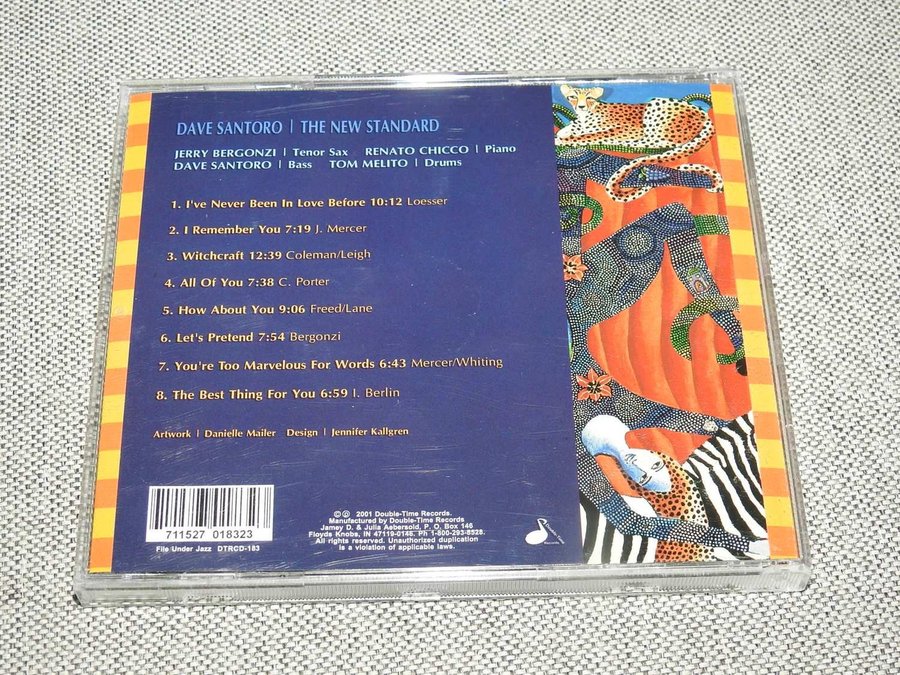 DAVE SANTORO | THE NEW STANDARD
JERRY BERGONZI | Tenor Sax RENATO CHICCO | Piano
DAVE SANTORO | Bass TOM MELITO | Drums
1. I've Never Been In Love Before 10:12 Loesser
2. I Remember You 7:19 J. Mercer
3. Witchcraft 12:39 Coleman/Leigh
4. All Of You 7:38 C. Porter
5. How About You 9:06 Freed/Lane
6. Let's Pretend 7:54 Bergonzi
7. You're Too Marvelous For Words 6:43 Mercer/Whiting
8. The Best Thing For You 6:59 I. Berlin
Artwork | Danielle Mailer Design | Jennifer Kallgren
711527 018323
File Under Jazz DTRCD-183
©℗ 2001 Double-Time Records.
Manufactured by Double-Time Records
Jamey D. & Julia Aebersold, P. O. Box 146
Floyds Knobs, IN 47119-0146. Ph 1-800-293-8528.
All rights reserved. Unauthorized duplication
is a violation of applicable laws.